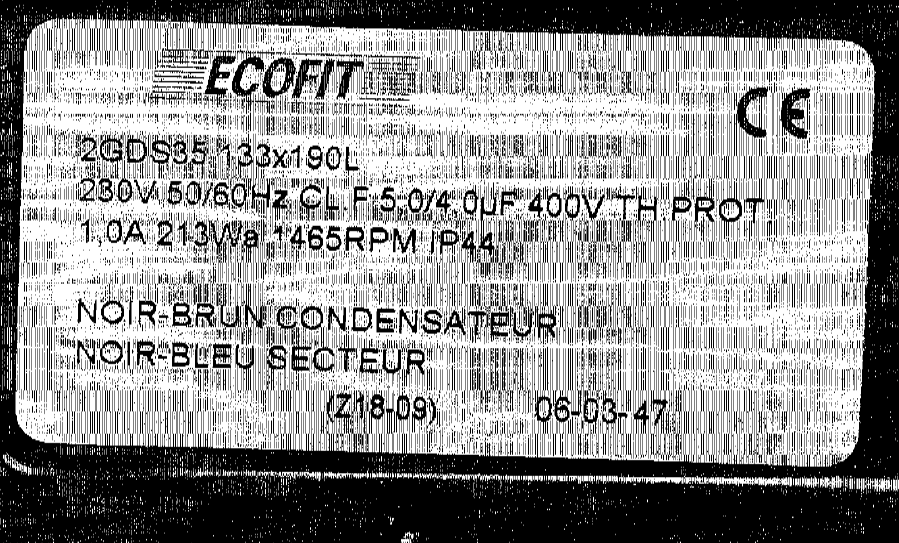 ECOFIT
CE
2GDS35 133x190L
230V 50/60Hz CL.F 5,0/4,0µF 400V TH.PROT.
1,0A 213Wa 1465RPM IP44
NOIR-BRUN CONDENSATEUR
NOIR-BLEU SECTEUR
(Z18-09) 06-03-47